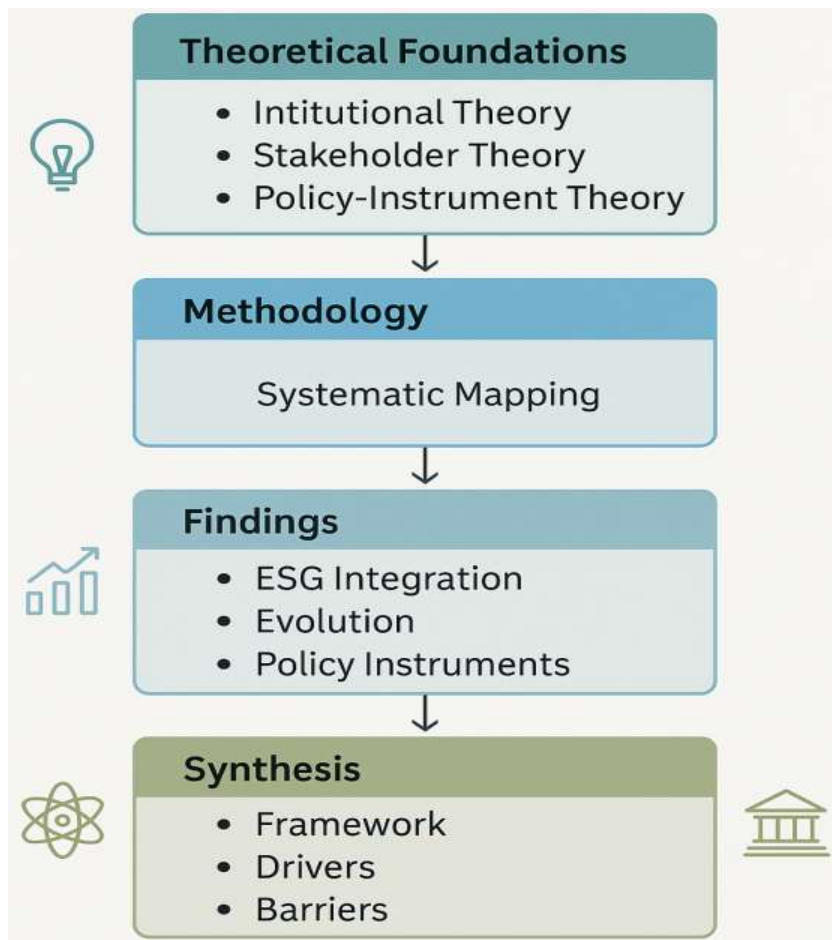 Theoretical Foundations
• Intitutional Theory
• Stakeholder Theory
• Policy-Instrument Theory
Methodology
Systematic Mapping
Findings
• ESG Integration
• Evolution
• Policy Instruments
Synthesis
• Framework
• Drivers
• Barriers